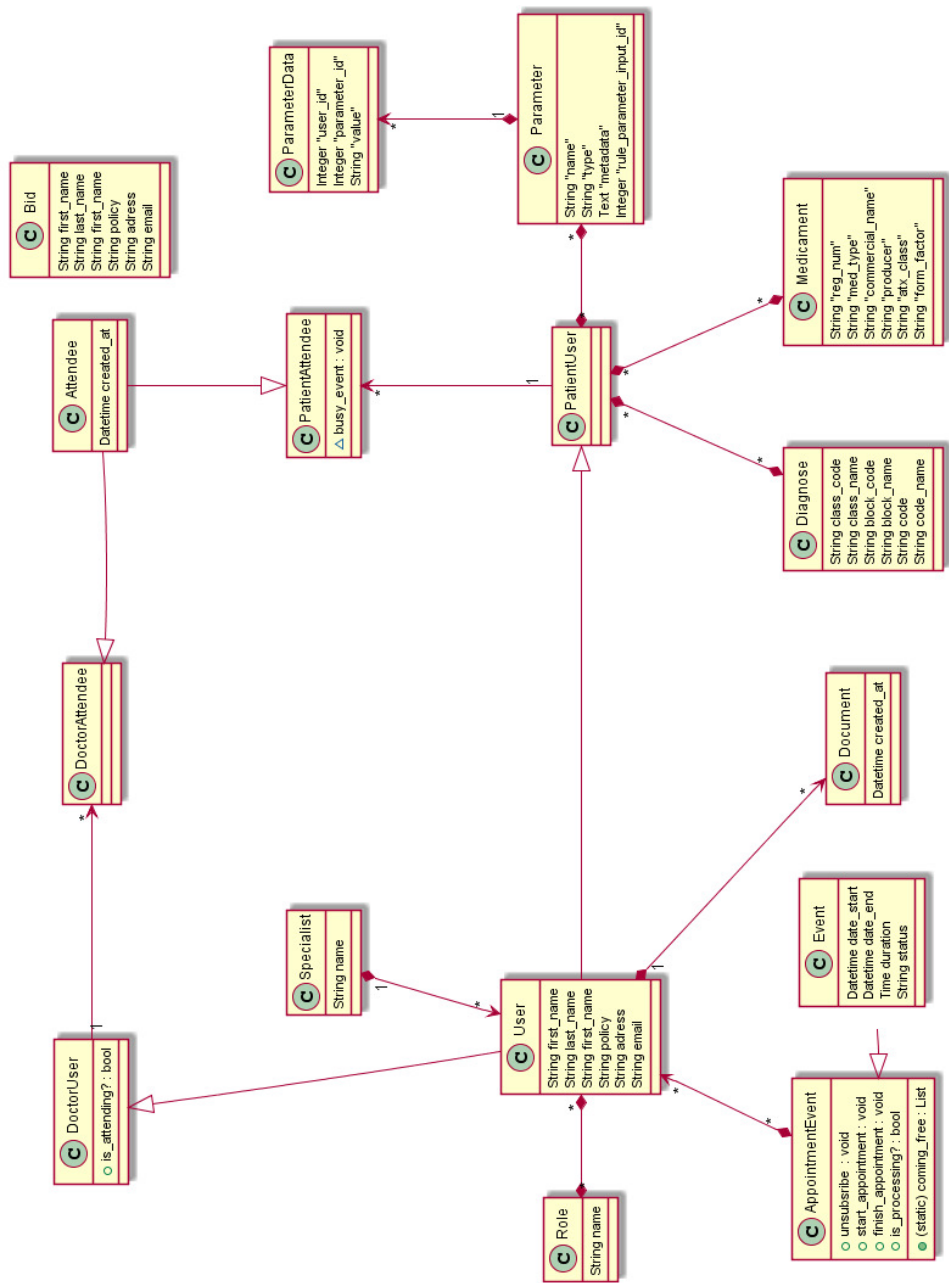 C DoctorUser
is_attending? : bool
1
*
C DoctorAttendee
C Attendee
Datetime created_at
C Bid
String first_name
String last_name
String first_name
String policy
String adress
String email
C Specialist
String name
1
*
C PatientAttendee
busy_event : void
*
1
C ParameterData
Integer "user_id"
Integer "parameter_id"
String "value"
*
1
C Role
String name
*
*
C User
String first_name
String last_name
String first_name
String policy
String adress
String email
C PatientUser
*
*
C Parameter
String "name"
String "type"
Text "metadata"
Integer "rule_parameter_input_id"
*
*
1
*
*
*
*
*
C AppointmentEvent
unsubsribe : void
start_appointment : void
finish_appointment : void
is_processing? : bool
(static) coming_free : List
C Event
Datetime date_start
Datetime date_end
Time duration
String status
C Document
Datetime created_at
C Diagnose
String class_code
String class_name
String block_code
String block_name
String code
String code_name
C Medicament
String "reg_num"
String "med_type"
String "commercial_name"
String "producer"
String "atx_class"
String "form_factor"